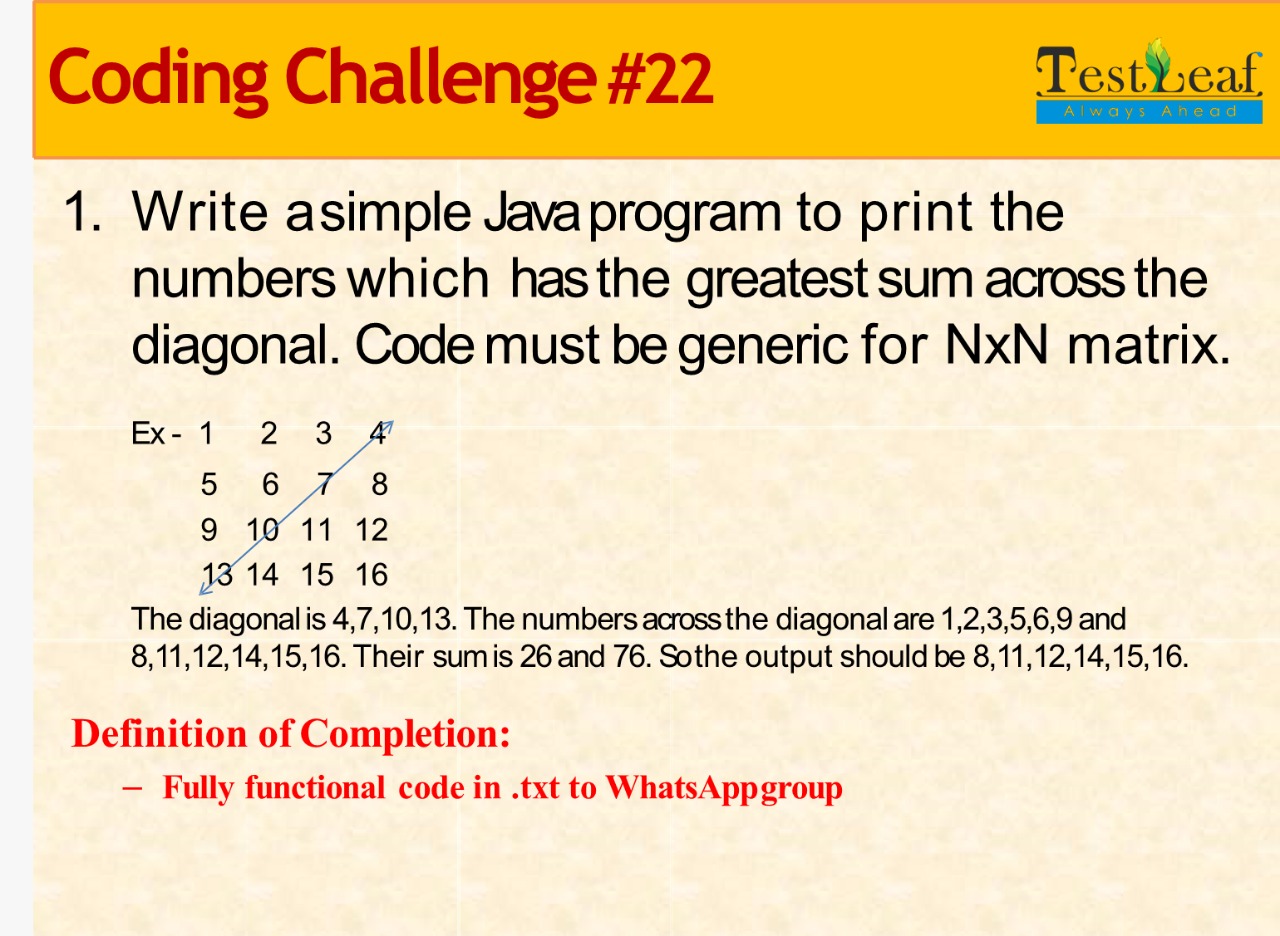 Coding Challenge #22
TestLeaf
Always Ahead
1. Write a simple Java program to print the
numbers which has the greatest sum across the
diagonal. Code must be generic for NxN matrix.
Ex - 1 2 3 4
5 6 7 8
9 10 11 12
13 14 15 16
The diagonal is 4,7,10,13. The numbers across the diagonal are 1,2,3,5,6,9 and
8,11,12,14,15,16. Their sum is 26 and 76. So the output should be 8,11,12,14,15,16.
Definition of Completion:
– Fully functional code in .txt to WhatsApp group